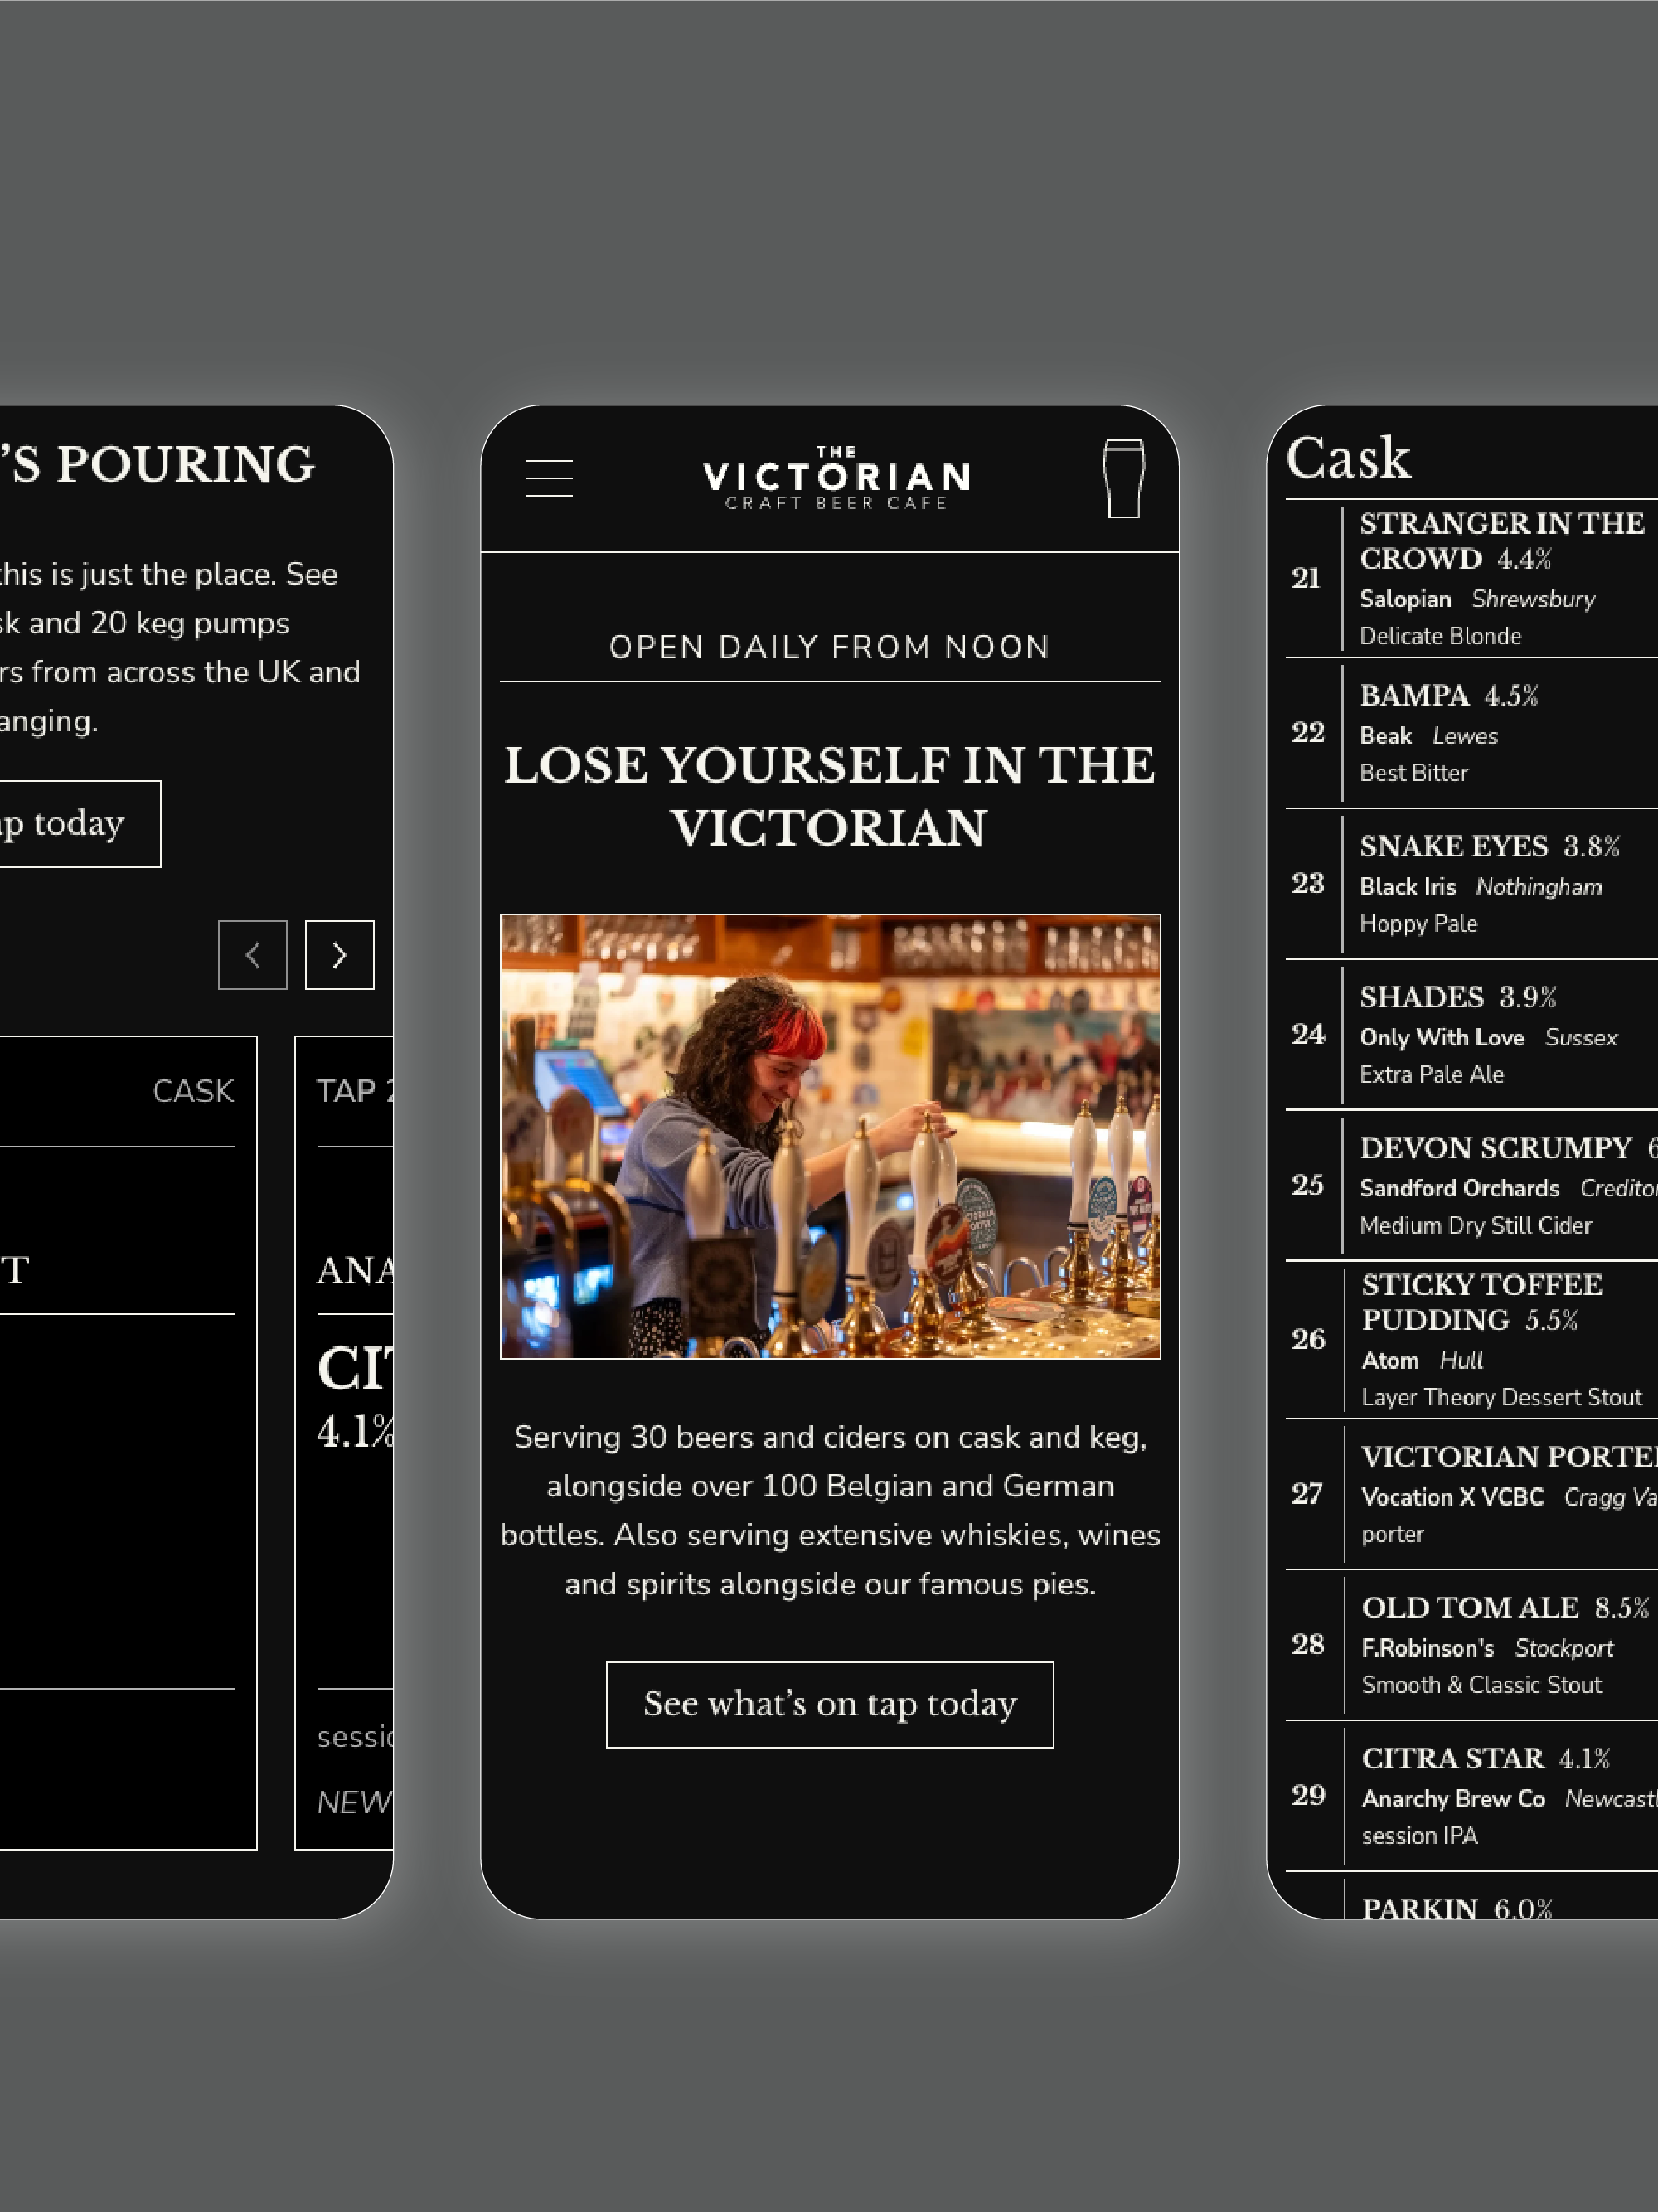 ’S POURING
this is just the place. See
sk and 20 keg pumps
rs from across the UK and
anging.
ap today
CASK
T
TAP 2
ANA
CIT
4.1%
sessio
NEW
THE
VICTORIAN
CRAFT BEER CAFE
OPEN DAILY FROM NOON
LOSE YOURSELF IN THE
VICTORIAN
Serving 30 beers and ciders on cask and keg,
alongside over 100 Belgian and German
bottles. Also serving extensive whiskies, wines
and spirits alongside our famous pies.
See what’s on tap today
Cask
21
STRANGER IN THE
CROWD 4.4%
Salopian Shrewsbury
Delicate Blonde
22
BAMPA 4.5%
Beak Lewes
Best Bitter
23
SNAKE EYES 3.8%
Black Iris Nothingham
Hoppy Pale
24
SHADES 3.9%
Only With Love Sussex
Extra Pale Ale
25
DEVON SCRUMPY 6
Sandford Orchards Creditor
Medium Dry Still Cider
26
STICKY TOFFEE
PUDDING 5.5%
Atom Hull
Layer Theory Dessert Stout
27
VICTORIAN PORTE
Vocation X VCBC Cragg Va
porter
28
OLD TOM ALE 8.5%
F.Robinson's Stockport
Smooth & Classic Stout
29
CITRA STAR 4.1%
Anarchy Brew Co Newcast
session IPA
PARKIN 6.0%